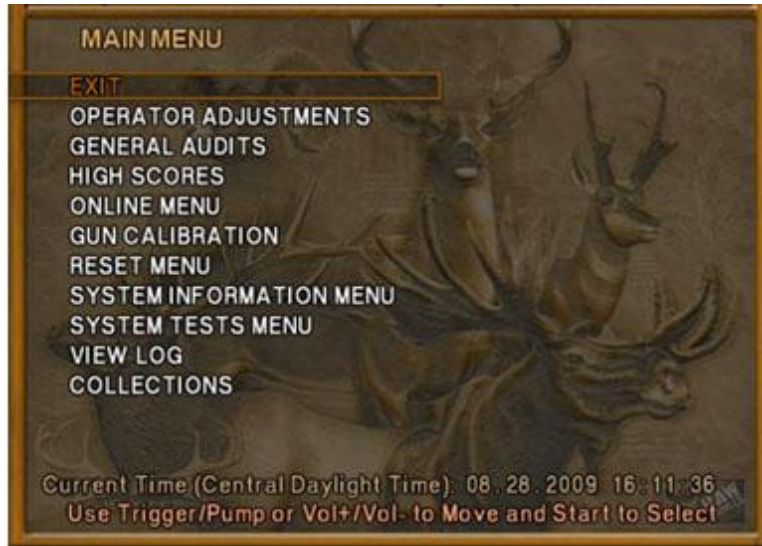 MAIN MENU
EXIT
OPERATOR ADJUSTMENTS
GENERAL AUDITS
HIGH SCORES
ONLINE MENU
GUN CALIBRATION
RESET MENU
SYSTEM INFORMATION MENU
SYSTEM TESTS MENU
VIEW LOG
COLLECTIONS
Current Time (Central Daylight Time): 08.28.2009 16:11:36
Use Trigger/Pump or Vol+/Vol- to Move and Start to Select